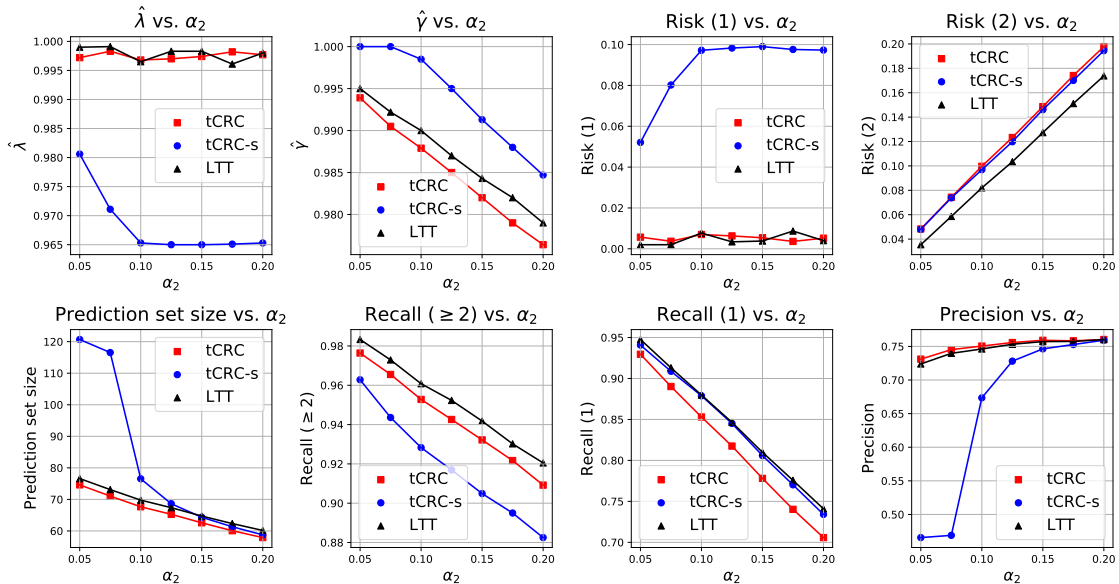 λ̂ vs. α₂
1.000
0.995
0.990
0.985
0.980
0.975
0.970
0.965
λ̂
tCRC
tCRC-s
LTT
0.05
0.10
0.15
0.20
α₂
γ̂ vs. α₂
1.000
0.995
0.990
0.985
0.980
γ̂
tCRC
tCRC-s
LTT
0.05
0.10
0.15
0.20
α₂
Risk (1) vs. α₂
0.10
0.08
0.06
0.04
0.02
0.00
Risk (1)
tCRC
tCRC-s
LTT
0.05
0.10
0.15
0.20
α₂
Risk (2) vs. α₂
0.20
0.18
0.16
0.14
0.12
0.10
0.08
0.06
0.04
Risk (2)
tCRC
tCRC-s
LTT
0.05
0.10
0.15
0.20
α₂
Prediction set size vs. α₂
120
110
100
90
80
70
60
Prediction set size
tCRC
tCRC-s
LTT
0.05
0.10
0.15
0.20
α₂
Recall (≥ 2) vs. α₂
0.98
0.96
0.94
0.92
0.90
0.88
Recall (≥ 2)
tCRC
tCRC-s
LTT
0.05
0.10
0.15
0.20
α₂
Recall (1) vs. α₂
0.95
0.90
0.85
0.80
0.75
0.70
Recall (1)
tCRC
tCRC-s
LTT
0.05
0.10
0.15
0.20
α₂
Precision vs. α₂
0.75
0.70
0.65
0.60
0.55
0.50
Precision
tCRC
tCRC-s
LTT
0.05
0.10
0.15
0.20
α₂